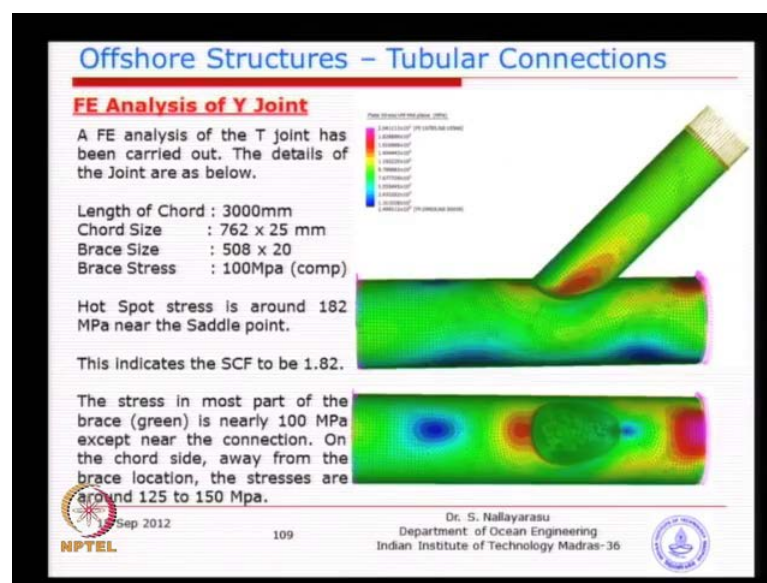 Offshore Structures – Tubular Connections
FE Analysis of Y Joint
A FE analysis of the T joint has
been carried out. The details of
the Joint are as below.
Length of Chord : 3000mm
Chord Size : 762 x 25 mm
Brace Size : 508 x 20
Brace Stress : 100Mpa (comp)
Hot Spot stress is around 182
MPa near the Saddle point.
This indicates the SCF to be 1.82.
The stress in most part of the
brace (green) is nearly 100 MPa
except near the connection. On
the chord side, away from the
brace location, the stresses are
around 125 to 150 Mpa.
Sep 2012
109
Dr. S. Nallayarasu
Department of Ocean Engineering
Indian Institute of Technology Madras-36
NPTEL